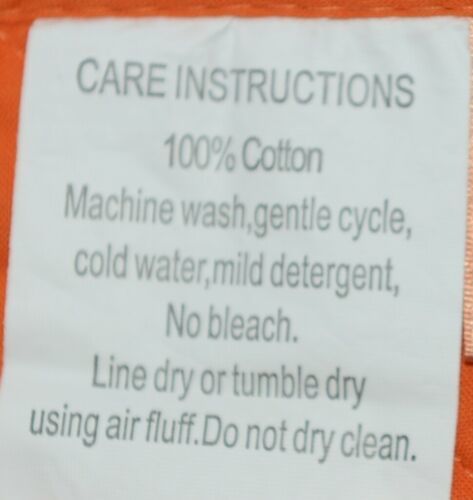 CARE INSTRUCTIONS
100% Cotton
Machine wash,gentle cycle,
cold water,mild detergent,
No bleach.
Line dry or tumble dry
using air fluff.Do not dry clean.